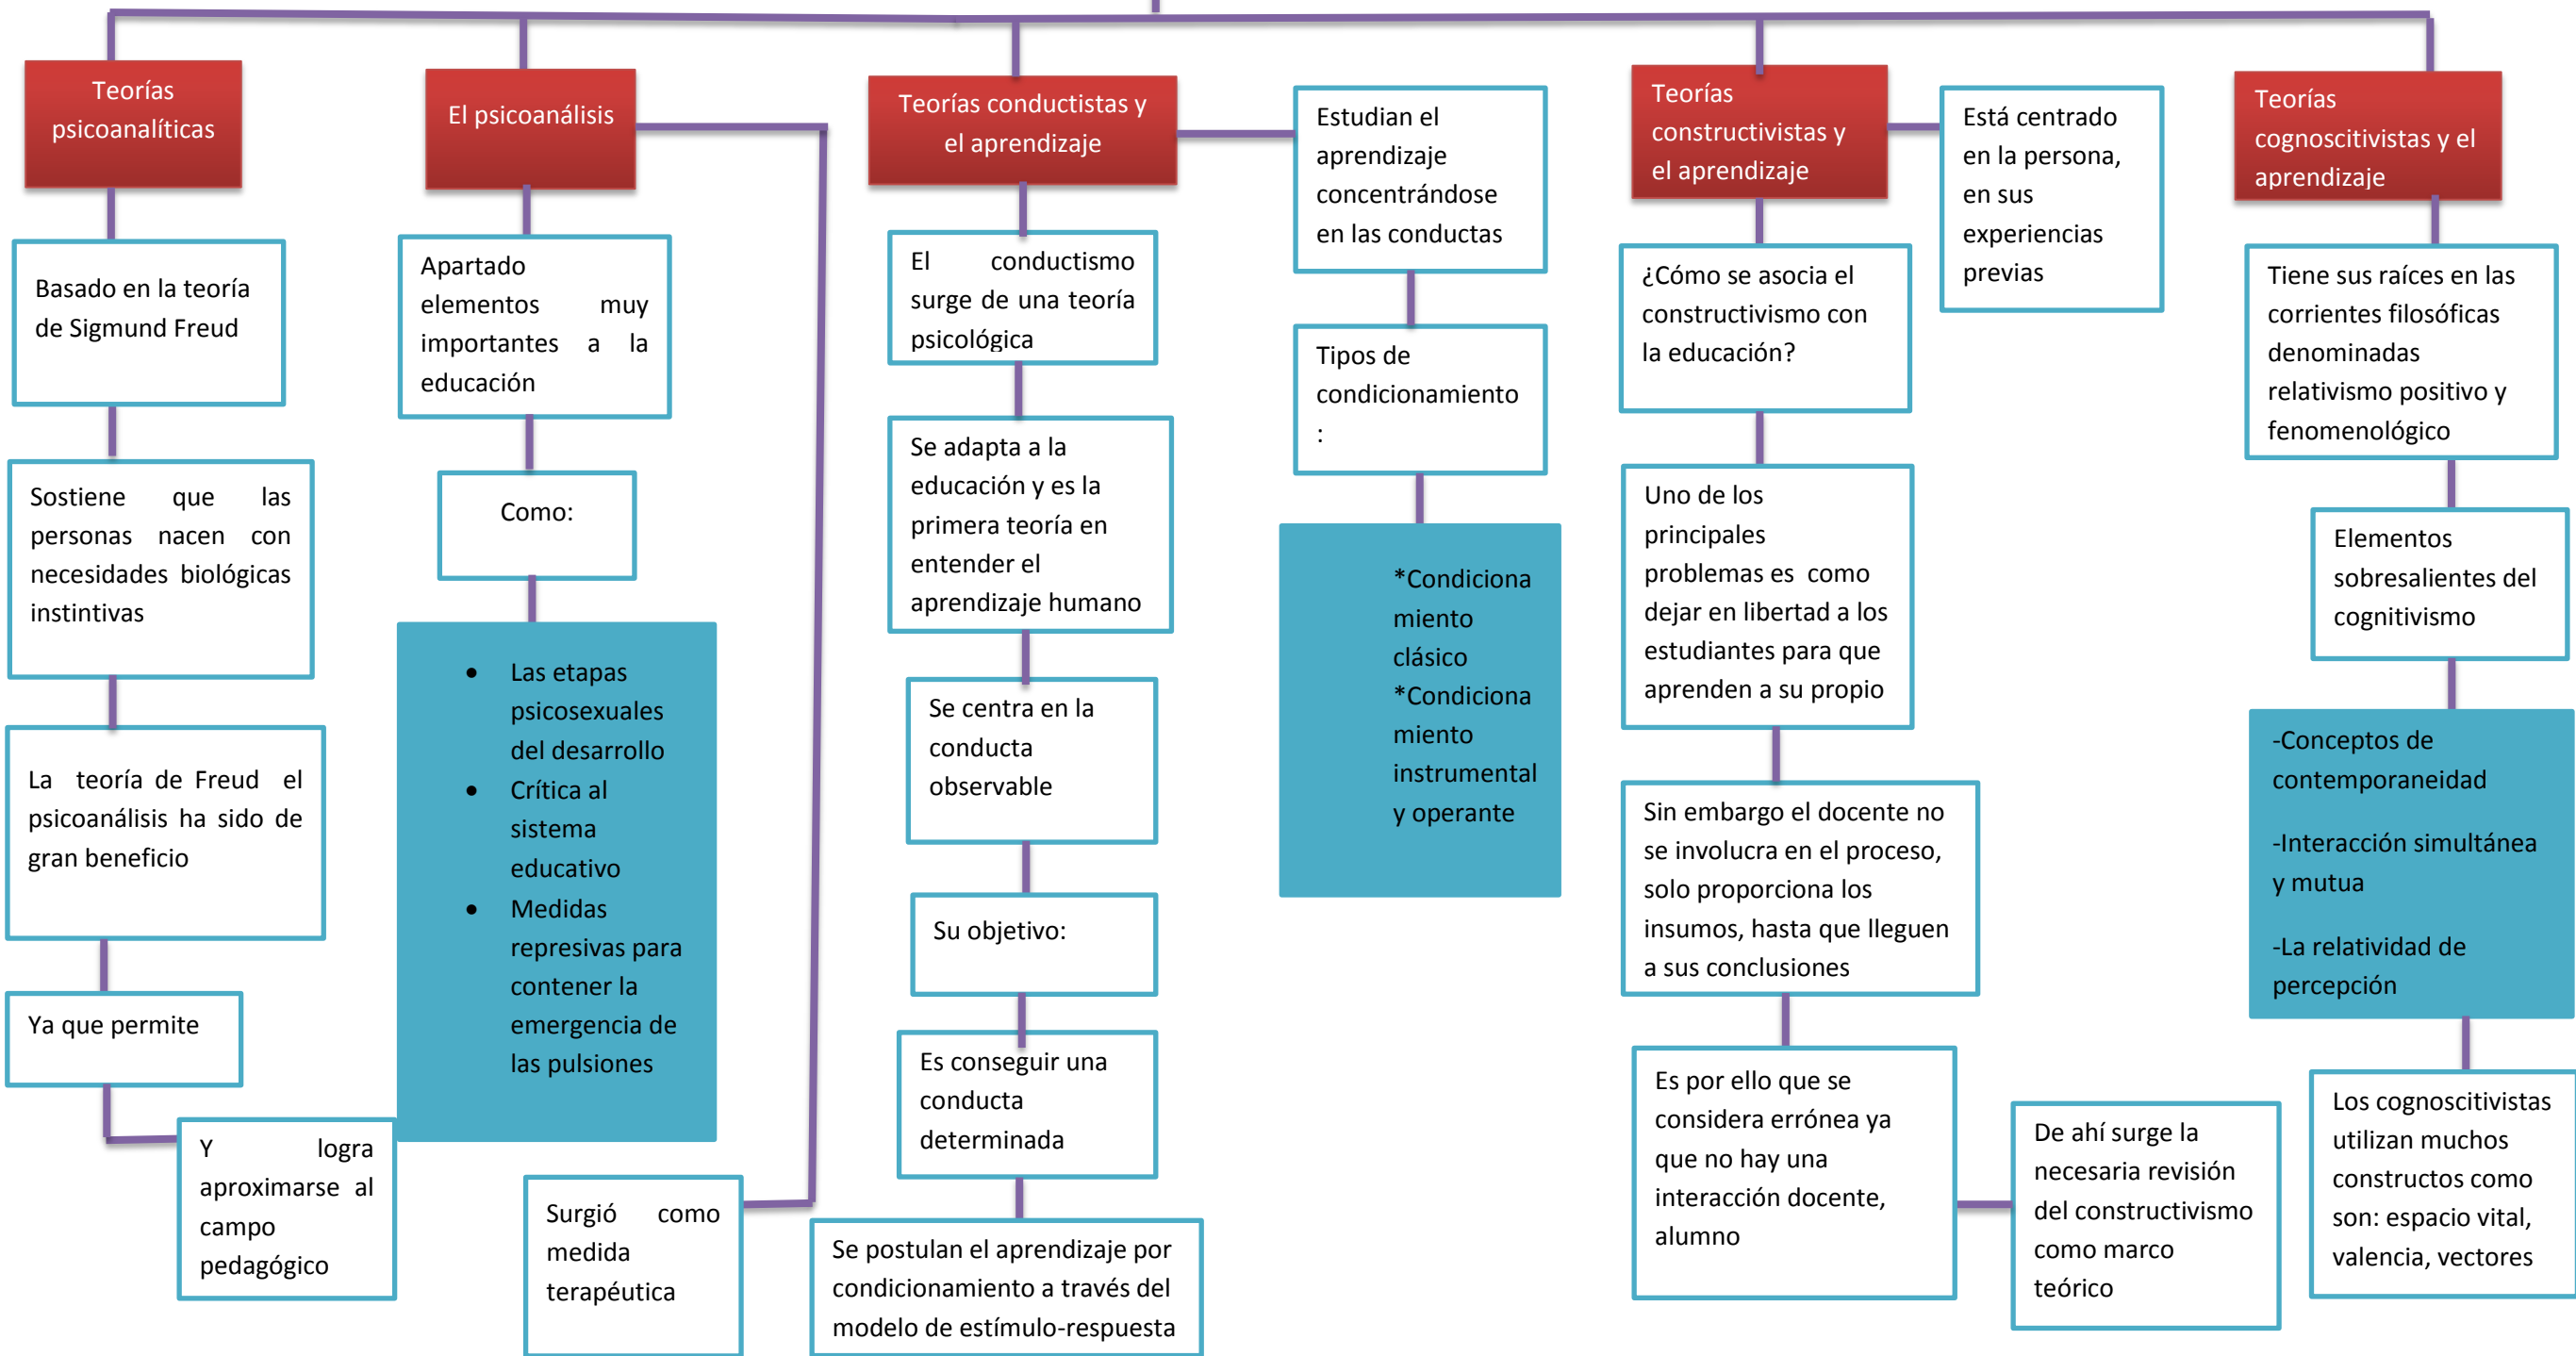 Teorías
psicoanalíticas
Basado en la teoría
de Sigmund Freud
Sostiene que las
personas nacen con
necesidades biológicas
instintivas
La teoría de Freud el
psicoanálisis ha sido de
gran beneficio
Ya que permite
Y logra
aproximarse al
campo
pedagógico
El psicoanálisis
Apartado
elementos muy
importantes a la
educación
Como:
• Las etapas
psicosexuales
del desarrollo
• Crítica al
sistema
educativo
• Medidas
represivas para
contener la
emergencia de
las pulsiones
Surgió como
medida
terapéutica
Teorías conductistas y
el aprendizaje
El conductismo
surge de una teoría
psicológica
Se adapta a la
educación y es la
primera teoría en
entender el
aprendizaje humano
Se centra en la
conducta
observable
Su objetivo:
Es conseguir una
conducta
determinada
Se postulan el aprendizaje por
condicionamiento a través del
modelo de estímulo-respuesta
Estudian el
aprendizaje
concentrándose
en las conductas
Tipos de
condicionamiento
:
*Condiciona
miento
clásico
*Condiciona
miento
instrumental
y operante
Teorías
constructivistas y
el aprendizaje
Está centrado
en la persona,
en sus
experiencias
previas
¿Cómo se asocia el
constructivismo con
la educación?
Uno de los
principales
problemas es como
dejar en libertad a los
estudiantes para que
aprenden a su propio
Sin embargo el docente no
se involucra en el proceso,
solo proporciona los
insumos, hasta que lleguen
a sus conclusiones
Es por ello que se
considera errónea ya
que no hay una
interacción docente,
alumno
De ahí surge la
necesaria revisión
del constructivismo
como marco
teórico
Teorías
cognoscitivistas y el
aprendizaje
Tiene sus raíces en las
corrientes filosóficas
denominadas
relativismo positivo y
fenomenológico
Elementos
sobresalientes del
cognitivismo
-Conceptos de
contemporaneidad
-Interacción simultánea
y mutua
-La relatividad de
percepción
Los cognoscitivistas
utilizan muchos
constructos como
son: espacio vital,
valencia, vectores